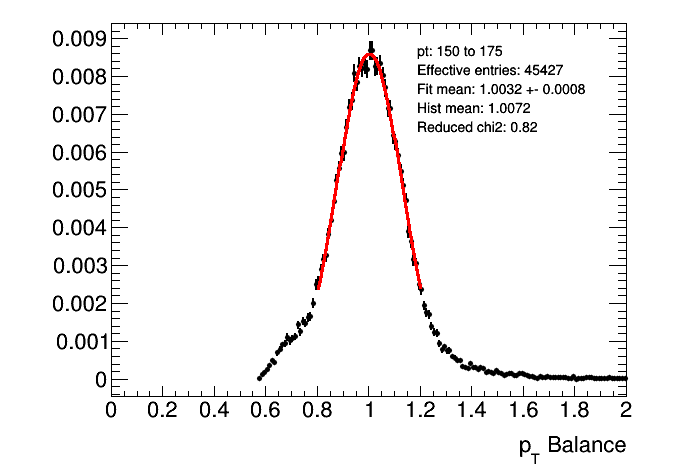 0.009
0.008
0.007
0.006
0.005
0.004
0.003
0.002
0.001
0
pt: 150 to 175
Effective entries: 45427
Fit mean: 1.0032 +- 0.0008
Hist mean: 1.0072
Reduced chi2: 0.82
0 0.2 0.4 0.6 0.8 1 1.2 1.4 1.6 1.8 2
pT Balance